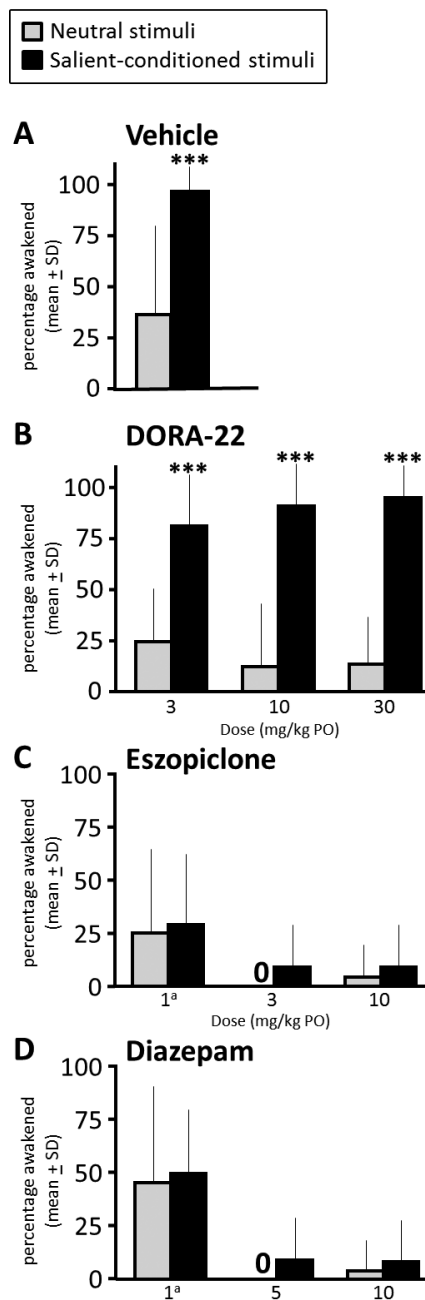 Neutral stimuli
Salient-conditioned stimuli
A Vehicle
***
percentage awakened
(mean ± SD)
100
75
50
25
0
B DORA-22
*** *** ***
percentage awakened
(mean ± SD)
100
75
50
25
0
3 10 30
Dose (mg/kg PO)
C Eszopiclone
percentage awakened
(mean ± SD)
100
75
50
25
0
0
1ª 3 10
Dose (mg/kg PO)
D Diazepam
percentage awakened
(mean ± SD)
100
75
50
25
0
0
1ª 5 10